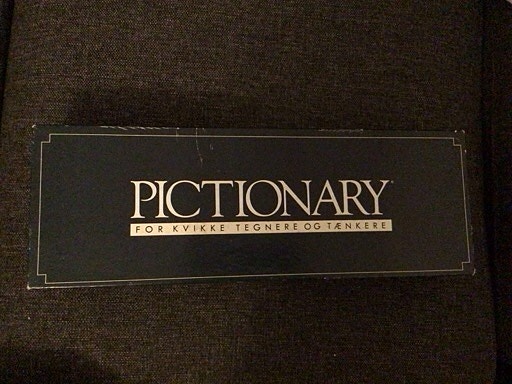 PICTIONARY
FOR KVIKKE TEGNERE OG TÆNKERE